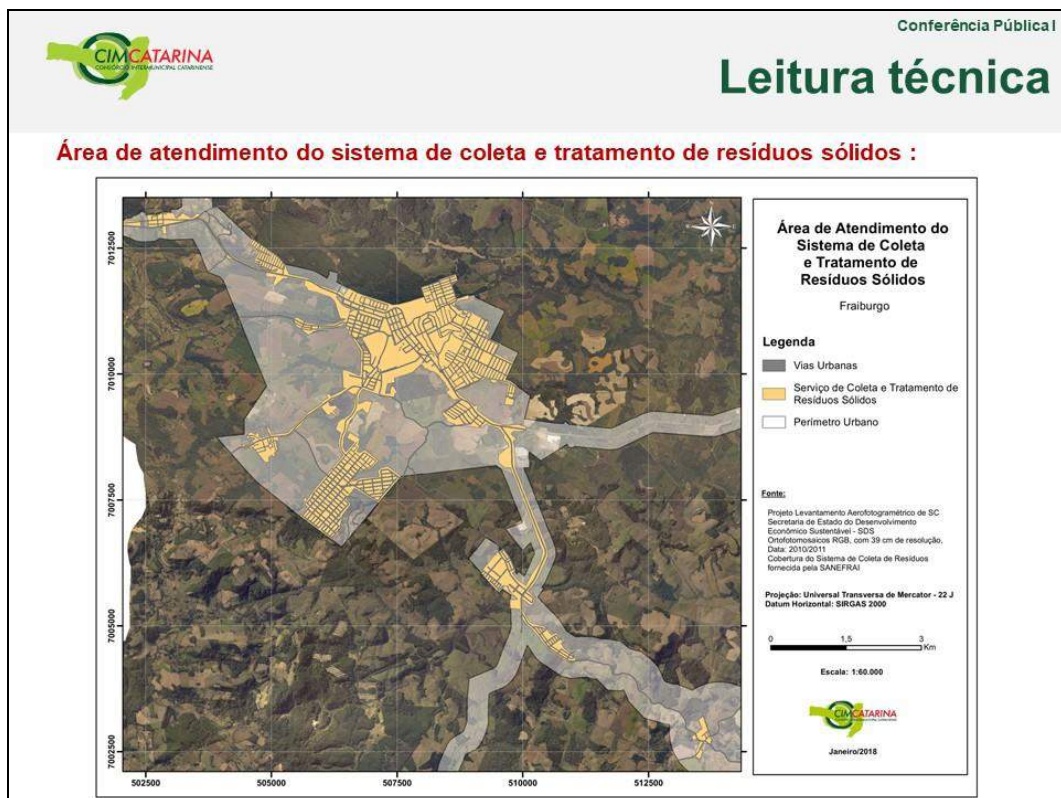 Conferência Pública I
CIMCATARINA
CONSÓRCIO INTERMUNICIPAL CATARINENSE
Leitura técnica
Área de atendimento do sistema de coleta e tratamento de resíduos sólidos :
Área de Atendimento do
Sistema de Coleta
e Tratamento de
Resíduos Sólidos
Fraiburgo
Legenda
Vias Urbanas
Serviço de Coleta e Tratamento de
Resíduos Sólidos
Perímetro Urbano
Fonte:
Projeto Levantamento Aerofotogramétrico de SC
Secretaria de Estado do Desenvolvimento
Econômico Sustentável - SDS
Ortofotomosaicos RGB, com 39 cm de resolução,
Data: 2010/2011
Cobertura do Sistema de Coleta de Resíduos
fornecida pela SANEFRAI
Projeção: Universal Transversa de Mercator - 22 J
Datum Horizontal: SIRGAS 2000
0 1,5 3
Km
Escala: 1:60.000
CIMCATARINA
Janeiro/2018
7012500
7010000
7007500
7005000
7002500
502500 505000 507500 510000 512500